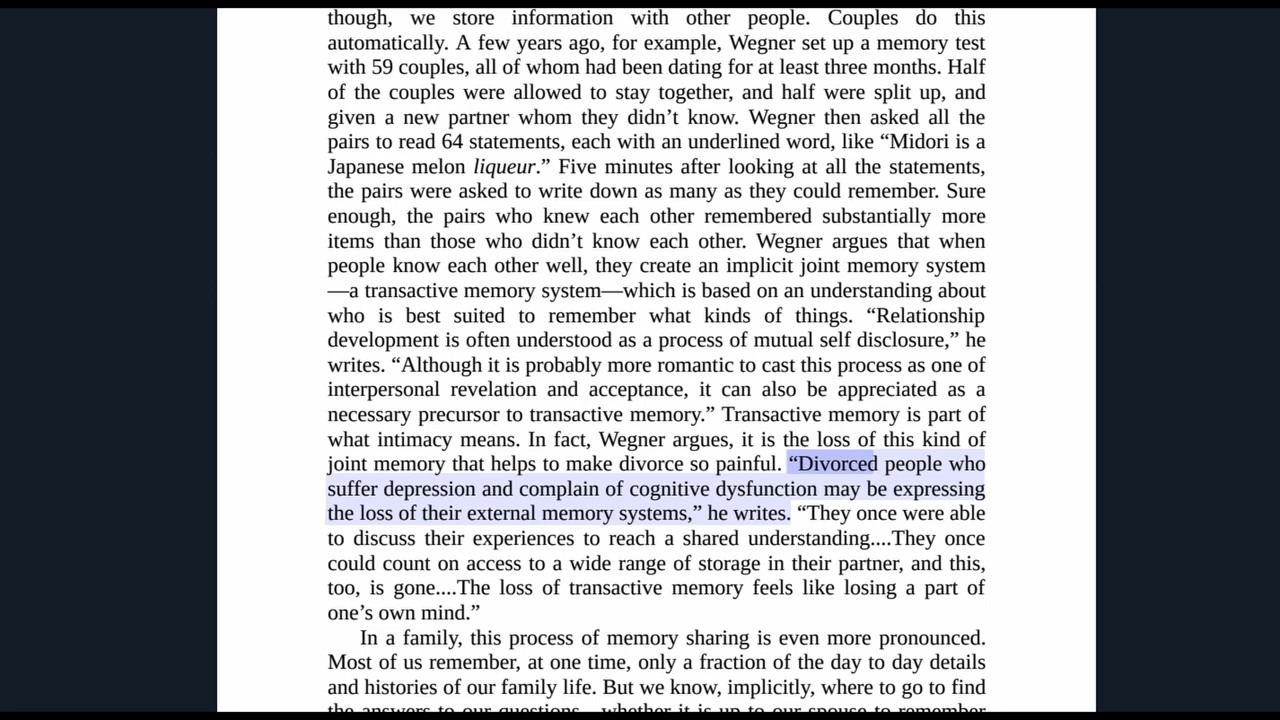 though, we store information with other people. Couples do this
automatically. A few years ago, for example, Wegner set up a memory test
with 59 couples, all of whom had been dating for at least three months. Half
of the couples were allowed to stay together, and half were split up, and
given a new partner whom they didn’t know. Wegner then asked all the
pairs to read 64 statements, each with an underlined word, like “Midori is a
Japanese melon liqueur.” Five minutes after looking at all the statements,
the pairs were asked to write down as many as they could remember. Sure
enough, the pairs who knew each other remembered substantially more
items than those who didn’t know each other. Wegner argues that when
people know each other well, they create an implicit joint memory system
—a transactive memory system—which is based on an understanding about
who is best suited to remember what kinds of things. “Relationship
development is often understood as a process of mutual self disclosure,” he
writes. “Although it is probably more romantic to cast this process as one of
interpersonal revelation and acceptance, it can also be appreciated as a
necessary precursor to transactive memory.” Transactive memory is part of
what intimacy means. In fact, Wegner argues, it is the loss of this kind of
joint memory that helps to make divorce so painful. “Divorced people who
suffer depression and complain of cognitive dysfunction may be expressing
the loss of their external memory systems,” he writes. “They once were able
to discuss their experiences to reach a shared understanding....They once
could count on access to a wide range of storage in their partner, and this,
too, is gone....The loss of transactive memory feels like losing a part of
one’s own mind.”
In a family, this process of memory sharing is even more pronounced.
Most of us remember, at one time, only a fraction of the day to day details
and histories of our family life. But we know, implicitly, where to go to find
the answers to our questions—whether it is up to our spouse to remember